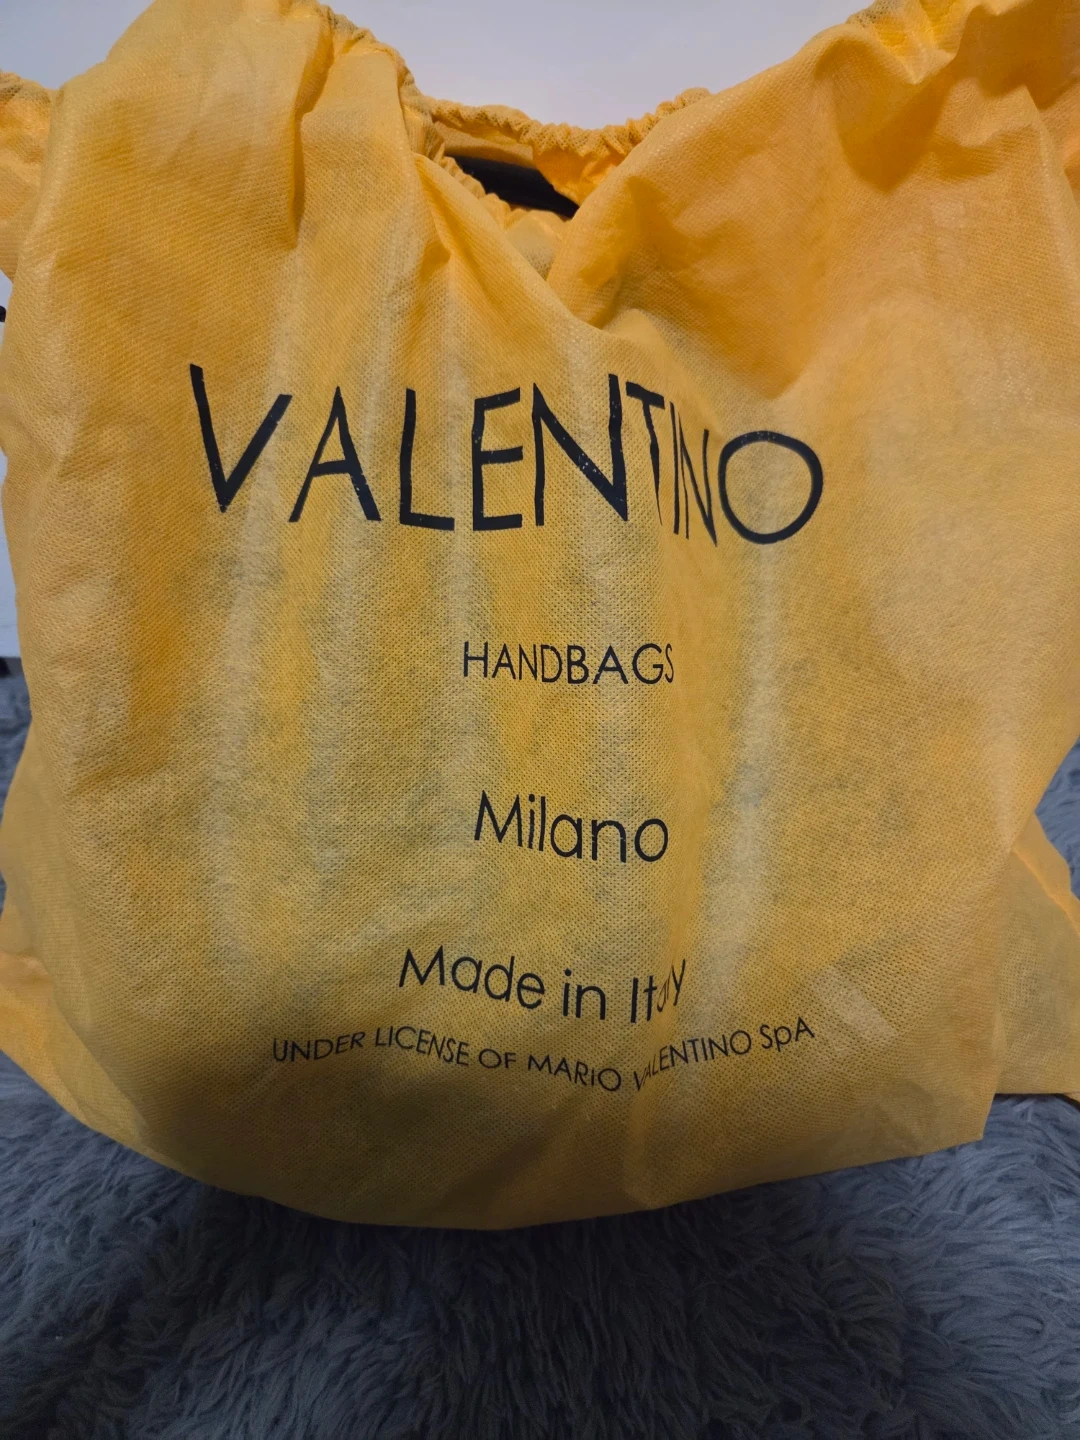 VALENTINO
HANDBAGS
Milano
Made in Italy
UNDER LICENSE OF MARIO VALENTINO SpA